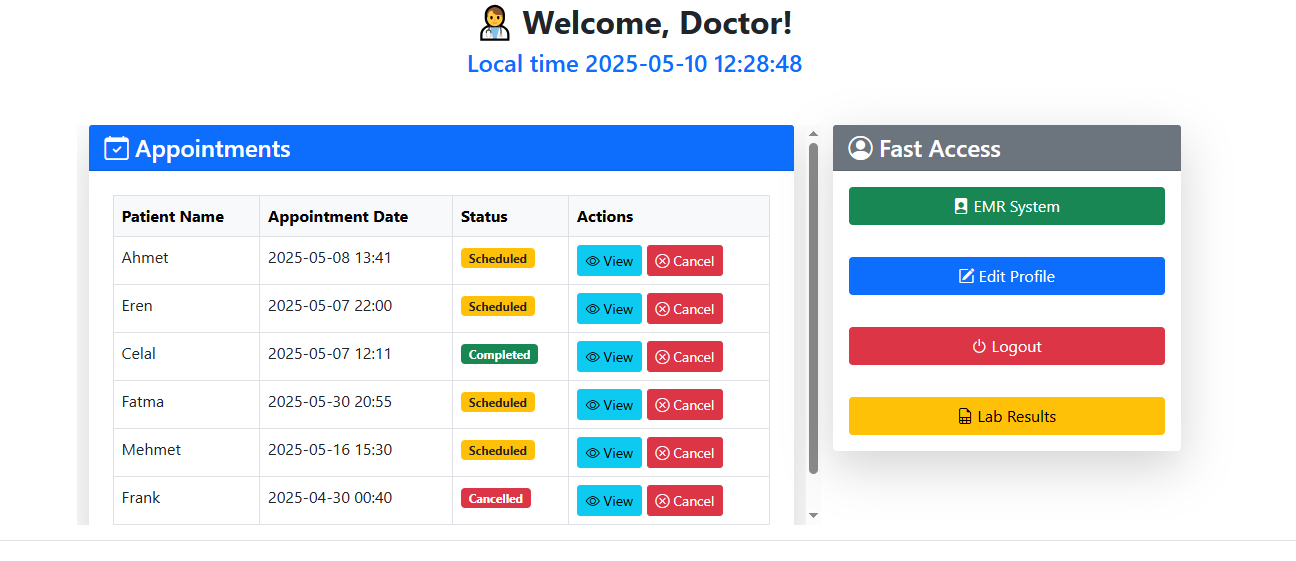 Welcome, Doctor!
Local time 2025-05-10 12:28:48
Appointments
Patient Name Appointment Date Status Actions
Ahmet 2025-05-08 13:41 Scheduled View Cancel
Eren 2025-05-07 22:00 Scheduled View Cancel
Celal 2025-05-07 12:11 Completed View Cancel
Fatma 2025-05-30 20:55 Scheduled View Cancel
Mehmet 2025-05-16 15:30 Scheduled View Cancel
Frank 2025-04-30 00:40 Cancelled View Cancel
Fast Access
EMR System
Edit Profile
Logout
Lab Results